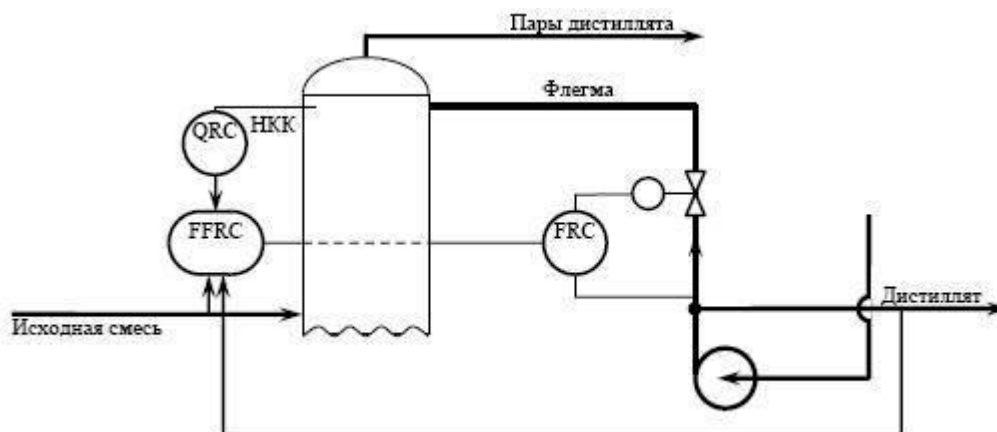 Пары дистиллята
Флегма
QRC
НКК
FFRC
FRC
Дистиллят
Исходная смесь